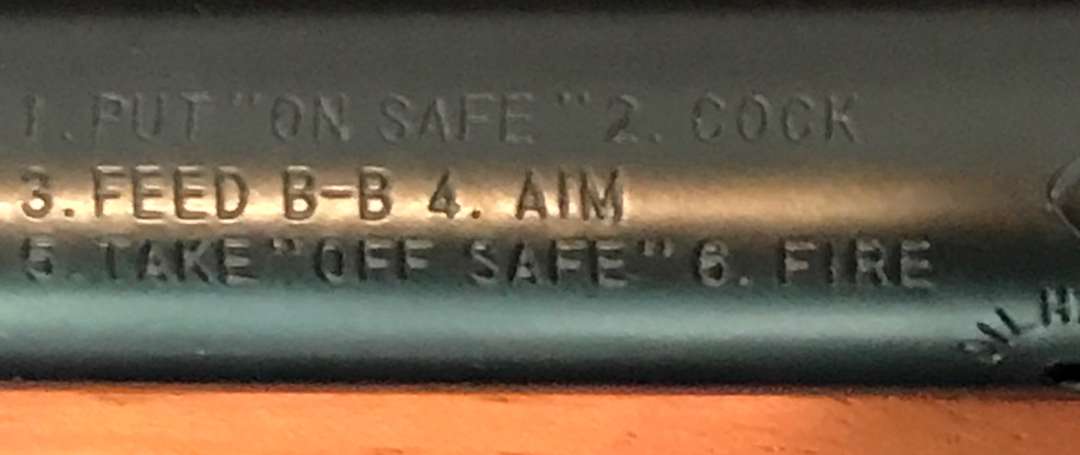 1. PUT "ON SAFE" 2. COCK
3. FEED B-B 4. AIM
5. TAKE "OFF SAFE" 6. FIRE